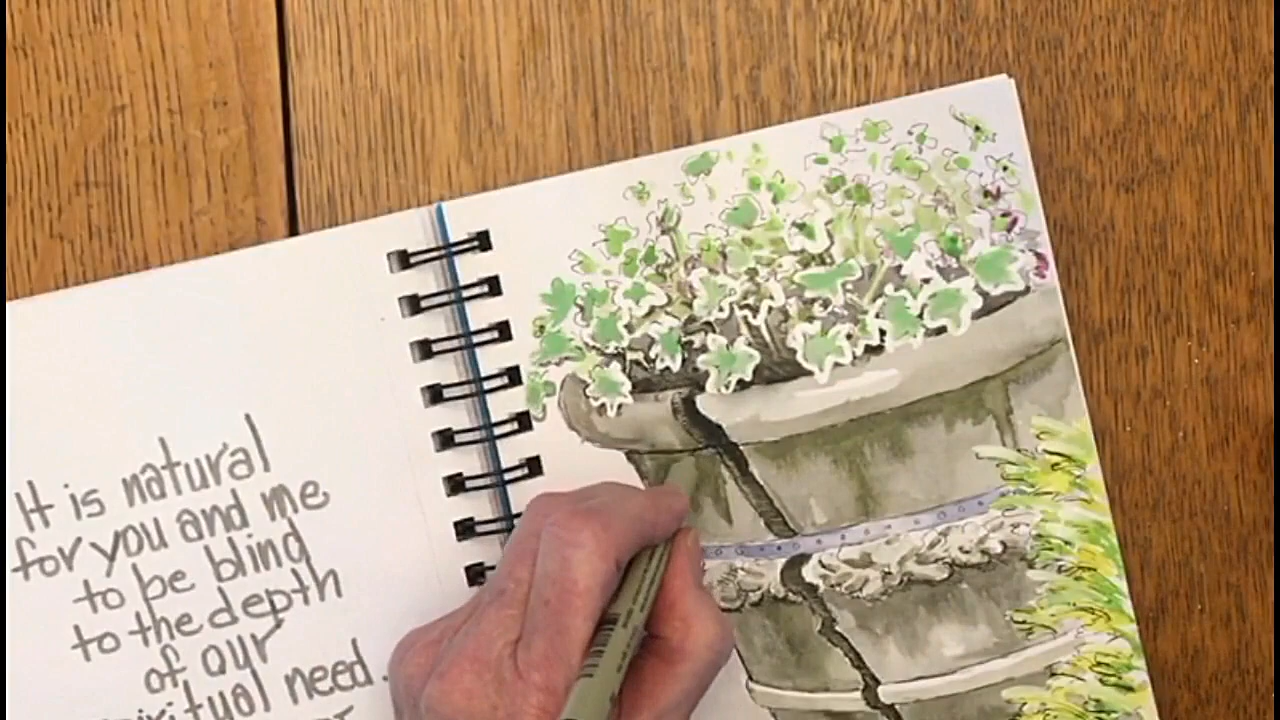 It is natural
for you and me
to be blind
to the depth
of our
need.